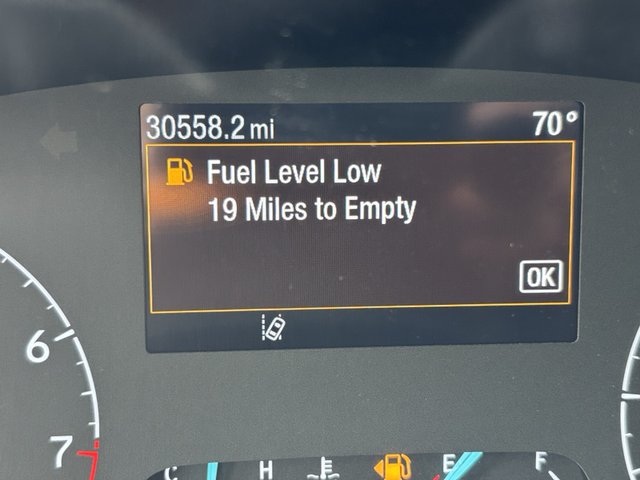 30558.2 mi 70°
Fuel Level Low
19 Miles to Empty
OK
6
7
C H E F